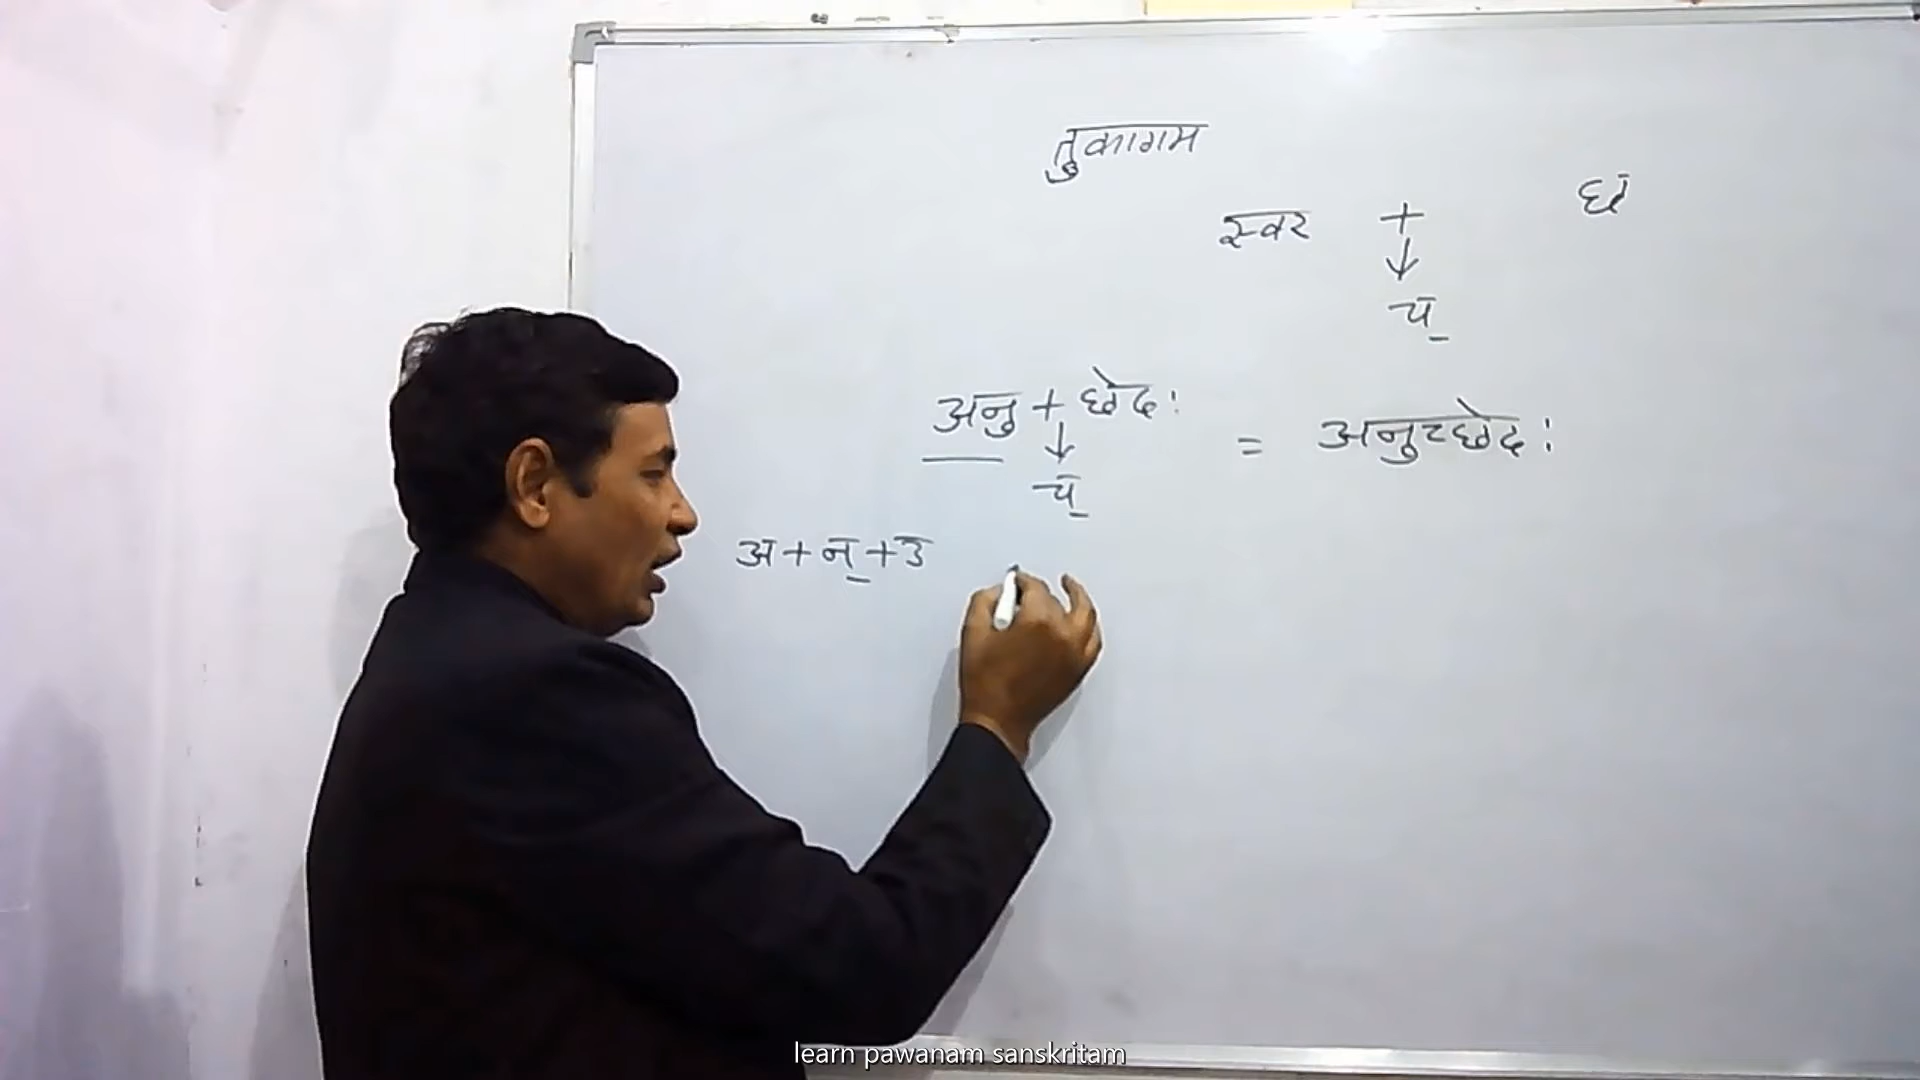 तुकागम
स्वर + छ
↓
च्
अनु + छेदः = अनुच्छेदः
↓
च्
अ + न् + उ
learn pawanam sanskritam